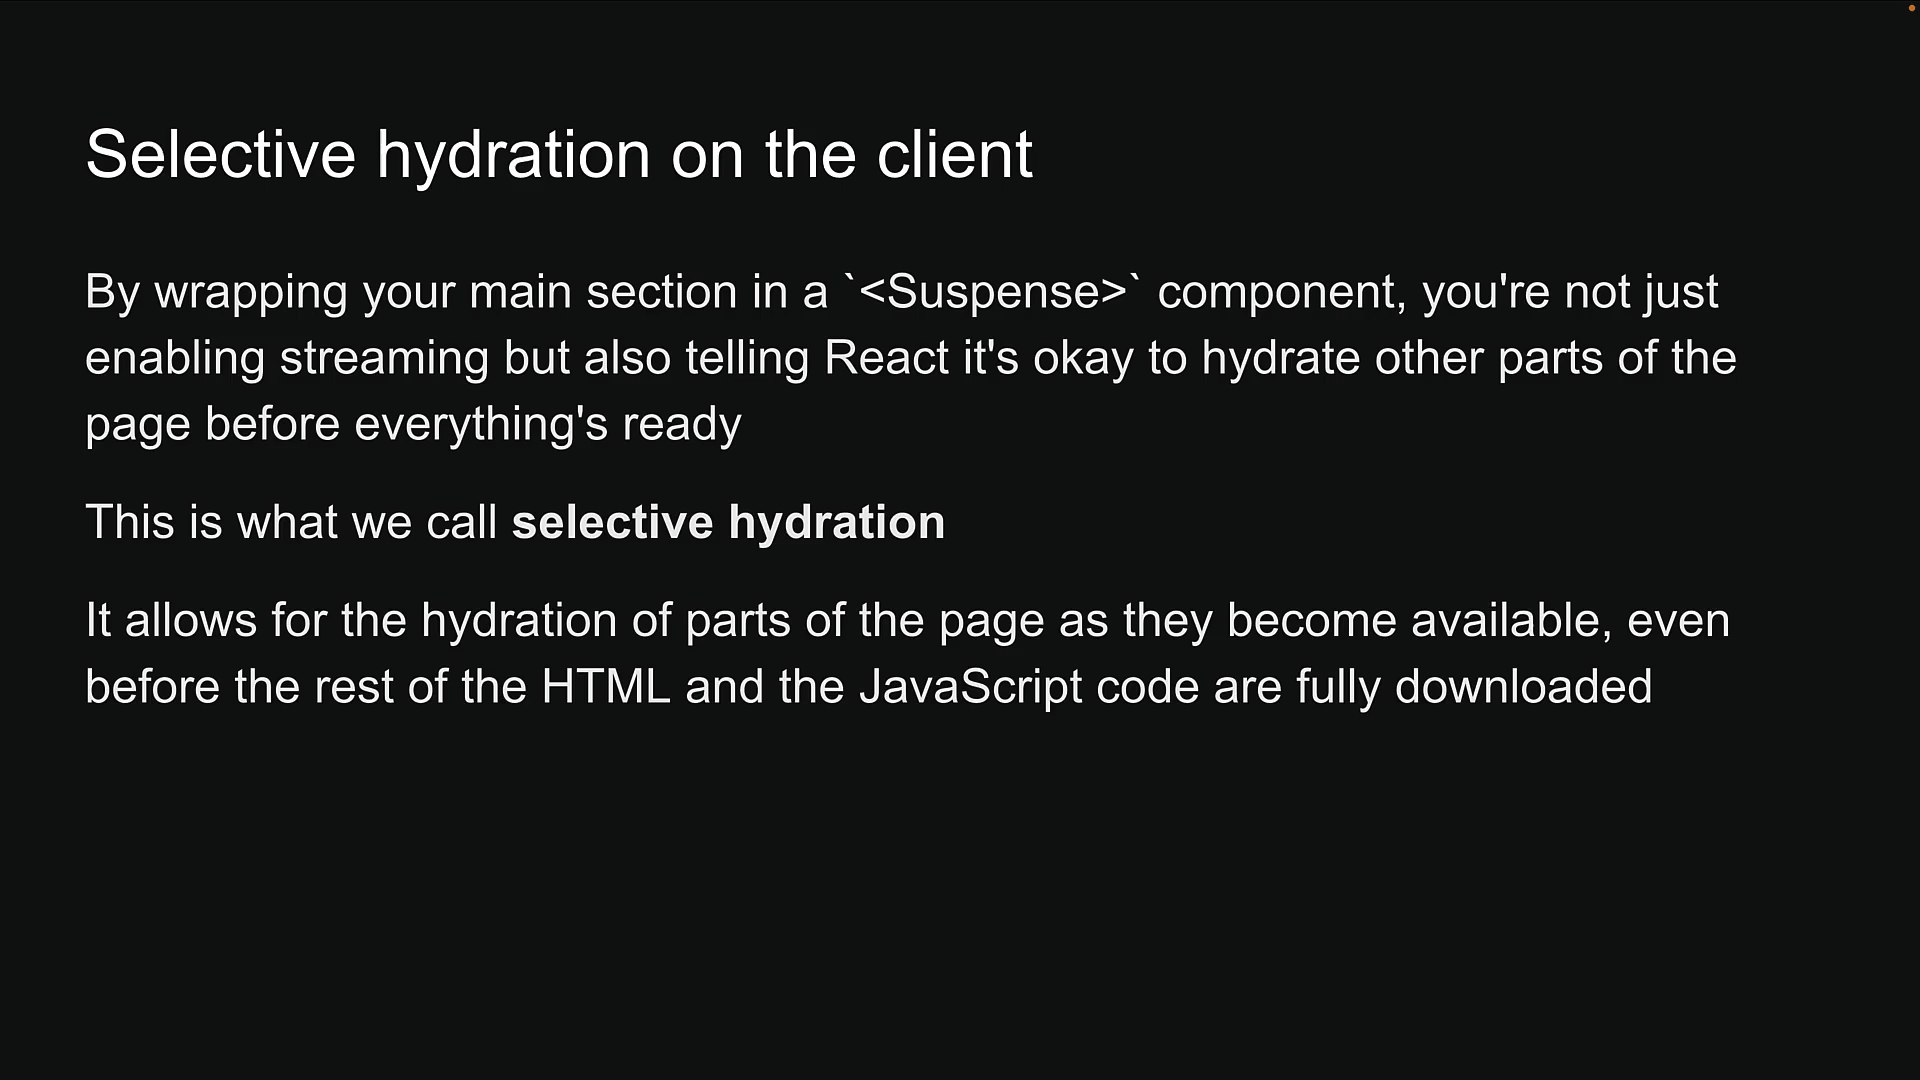 Selective hydration on the client
By wrapping your main section in a `<Suspense>` component, you're not just
enabling streaming but also telling React it's okay to hydrate other parts of the
page before everything's ready
This is what we call selective hydration
It allows for the hydration of parts of the page as they become available, even
before the rest of the HTML and the JavaScript code are fully downloaded